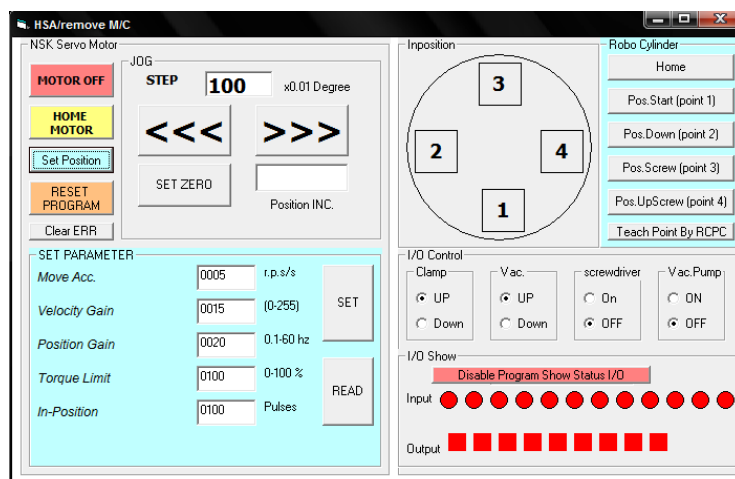 HSA/remove M/C
NSK Servo Motor
MOTOR OFF
HOME
MOTOR
Set Position
RESET
PROGRAM
Clear ERR
JOG
STEP 100 x0.01 Degree
<<< >>>
SET ZERO
Position INC.
SET PARAMETER
Move Acc. 0005 r.p.s/s
Velocity Gain 0015 (0-255)
Position Gain 0020 0.1-60 hz
Torque Limit 0100 0-100 %
In-Position 0100 Pulses
SET
READ
Inposition
3
2 4
1
Robo Cylinder
Home
Pos.Start (point 1)
Pos.Down (point 2)
Pos.Screw (point 3)
Pos.UpScrew (point 4)
Teach Point By RCPC
I/O Control
Clamp
UP
Down
Vac.
UP
Down
screwdriver
On
OFF
Vac.Pump
ON
OFF
I/O Show
Disable Program Show Status I/O
Input
Output